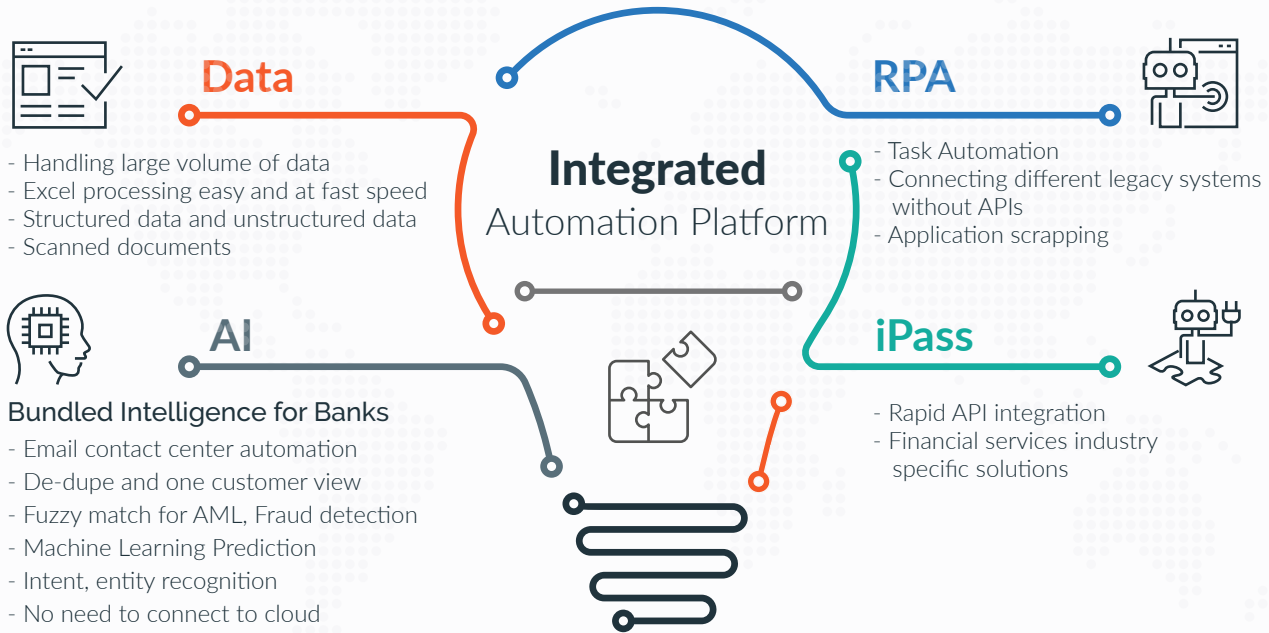 Data
- Handling large volume of data
- Excel processing easy and at fast speed
- Structured data and unstructured data
- Scanned documents
AI
Bundled Intelligence for Banks
- Email contact center automation
- De-dupe and one customer view
- Fuzzy match for AML, Fraud detection
- Machine Learning Prediction
- Intent, entity recognition
- No need to connect to cloud
Integrated
Automation Platform
RPA
- Task Automation
- Connecting different legacy systems
without APIs
- Application scrapping
iPass
- Rapid API integration
- Financial services industry
specific solutions